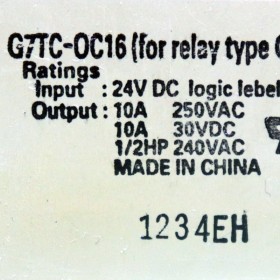 G7TC-OC16 (for relay type
Ratings
Input : 24V DC logic lebel
Output : 10A 250VAC
10A 30VDC
1/2HP 240VAC
MADE IN CHINA
1234EH